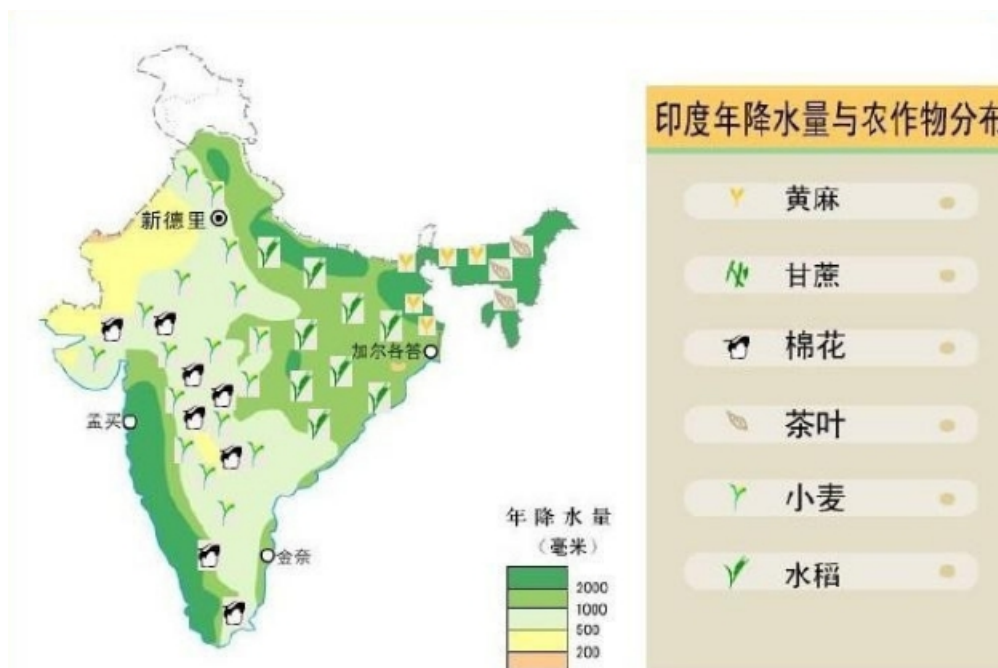 印度年降水量与农作物分布
黄麻
甘蔗
棉花
茶叶
小麦
水稻
新德里
加尔各答
孟买
金奈
年降水量
(毫米)
2000
1000
500
200